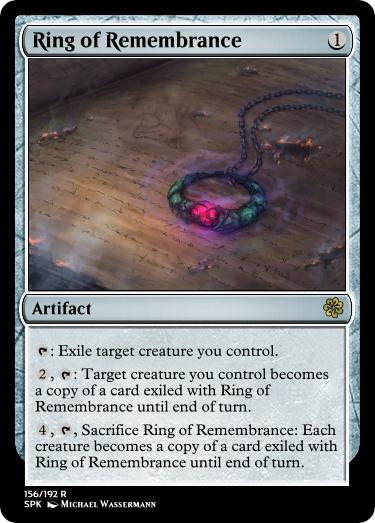 Ring of Remembrance 1
Artifact
: Exile target creature you control.
2 , : Target creature you control becomes
a copy of a card exiled with Ring of
Remembrance until end of turn.
4 , , Sacrifice Ring of Remembrance: Each
creature becomes a copy of a card exiled with
Ring of Remembrance until end of turn.
156/192 R
SPK Michael Wassermann